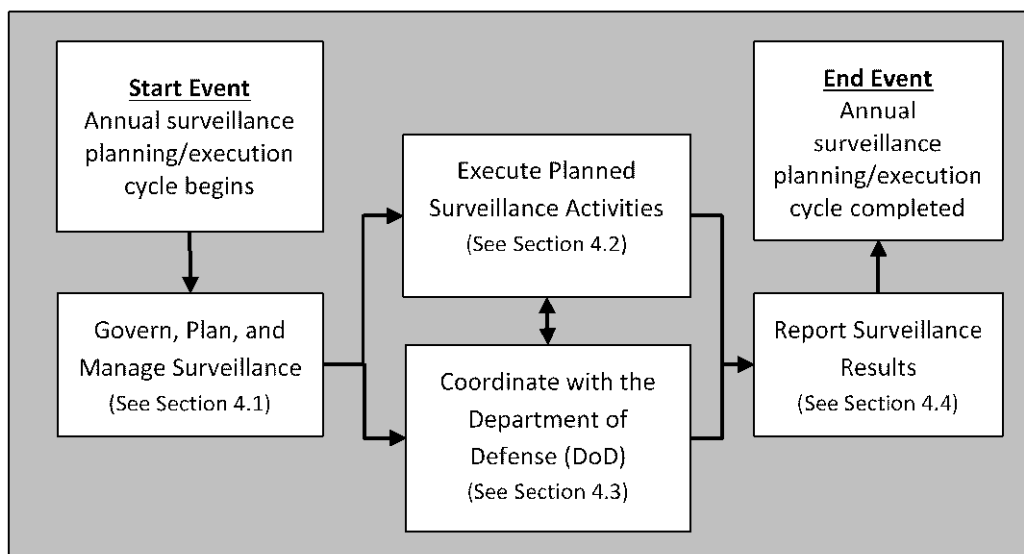 Start Event
Annual surveillance
planning/execution
cycle begins
Govern, Plan, and
Manage Surveillance
(See Section 4.1)
Execute Planned
Surveillance Activities
(See Section 4.2)
Coordinate with the
Department of
Defense (DoD)
(See Section 4.3)
Report Surveillance
Results
(See Section 4.4)
End Event
Annual
surveillance
planning/execution
cycle completed